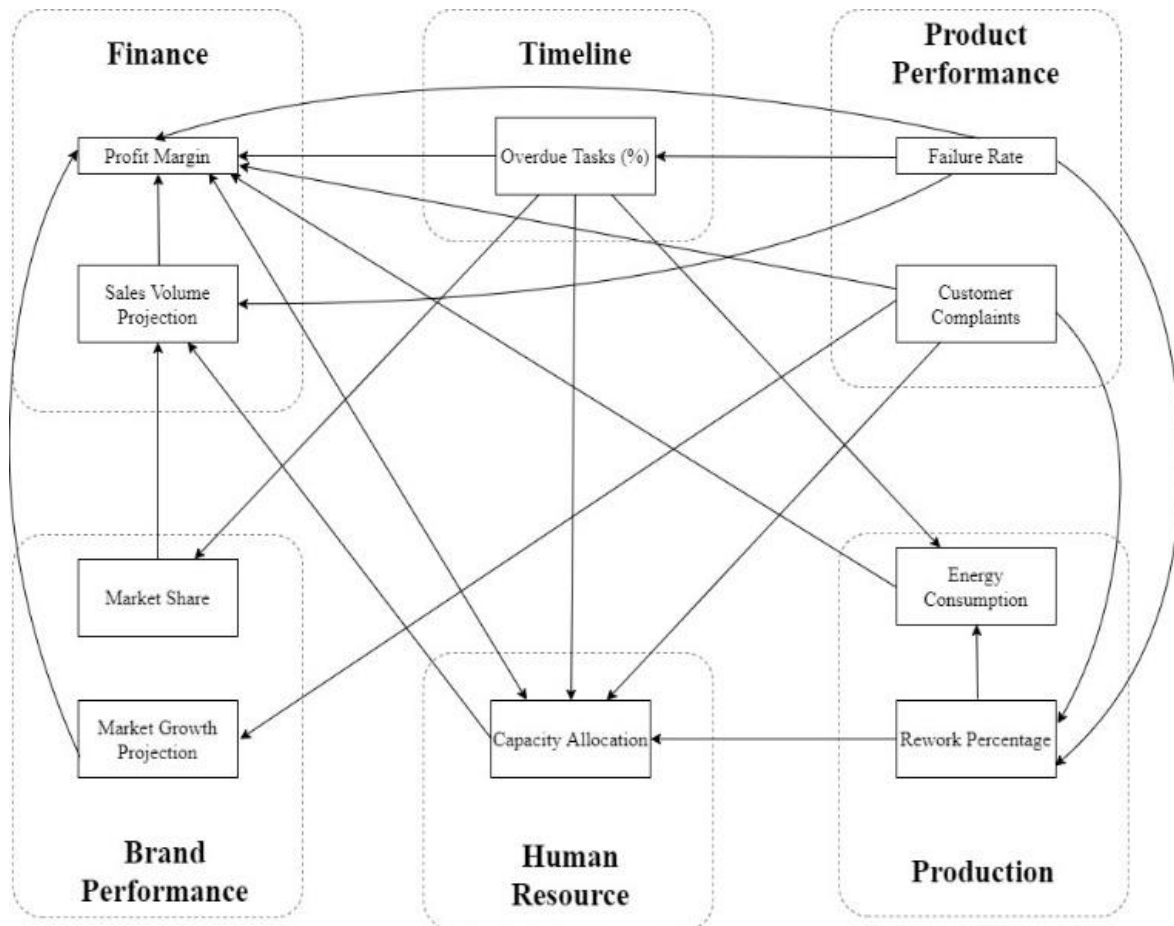 Finance
Timeline
Product
Performance
Profit Margin
Overdue Tasks (%)
Failure Rate
Sales Volume
Projection
Customer
Complaints
Market Share
Energy
Consumption
Market Growth
Projection
Capacity Allocation
Rework Percentage
Brand
Performance
Human
Resource
Production